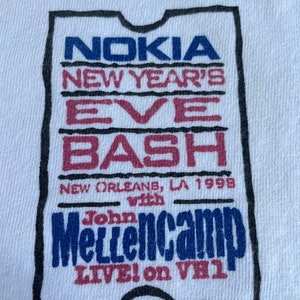 NOKIA
NEW YEAR'S
EVE
BASH
NEW ORLEANS, LA 1998
with
John
MELLENCAMP
LIVE! on VH1